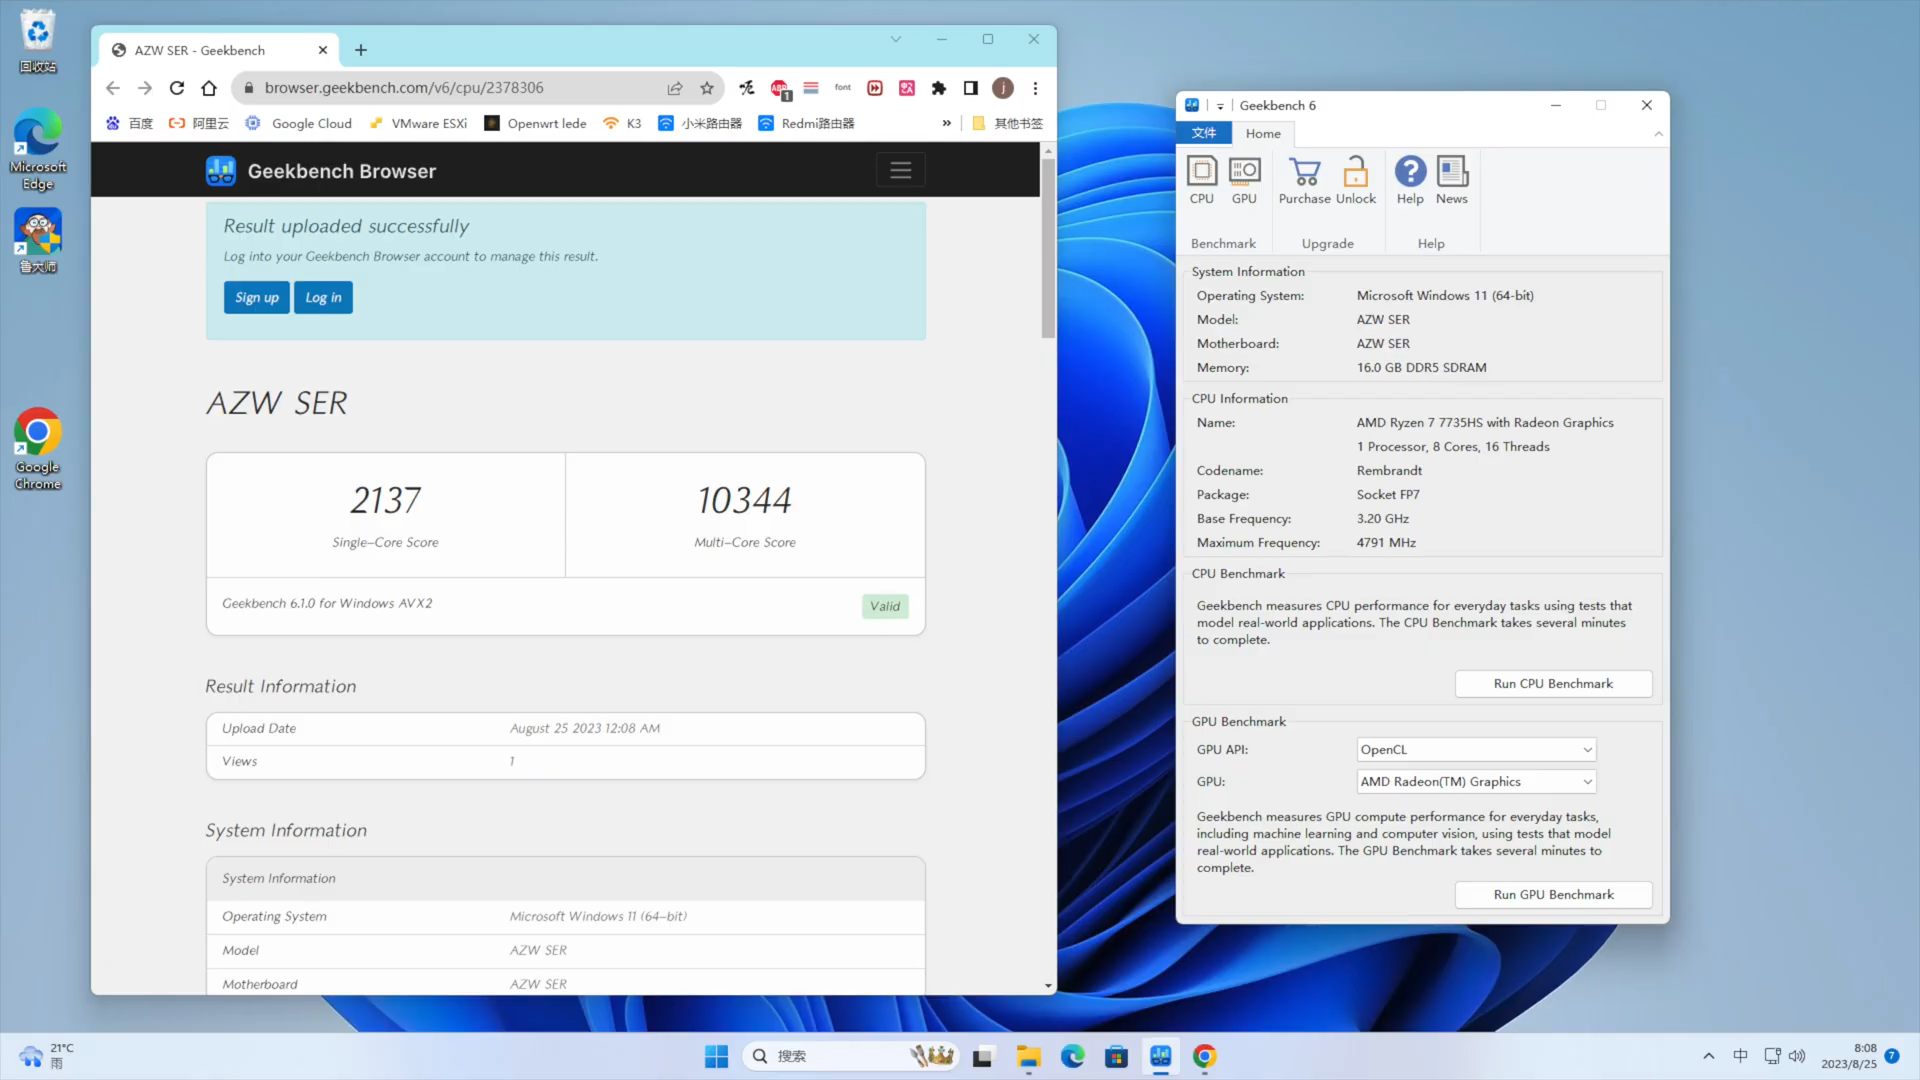 回收站
Microsoft
Edge
鲁大师
Google
Chrome
AZW SER - Geekbench
browser.geekbench.com/v6/cpu/2378306
ABP
1
font
j
百度
阿里云
Google Cloud
VMware ESXi
Openwrt lede
K3
小米路由器
Redmi路由器
»
其他书签
Geekbench Browser
Result uploaded successfully
Log into your Geekbench Browser account to manage this result.
Sign up
Log in
AZW SER
2137
Single-Core Score
10344
Multi-Core Score
Geekbench 6.1.0 for Windows AVX2
Valid
Result Information
Upload Date August 25 2023 12:08 AM
Views 1
System Information
System Information
Operating System Microsoft Windows 11 (64-bit)
Model AZW SER
Motherboard AZW SER
Geekbench 6
文件
Home
CPU
GPU
Purchase
Unlock
Help
News
Benchmark
Upgrade
Help
System Information
Operating System: Microsoft Windows 11 (64-bit)
Model: AZW SER
Motherboard: AZW SER
Memory: 16.0 GB DDR5 SDRAM
CPU Information
Name: AMD Ryzen 7 7735HS with Radeon Graphics
1 Processor, 8 Cores, 16 Threads
Codename: Rembrandt
Package: Socket FP7
Base Frequency: 3.20 GHz
Maximum Frequency: 4791 MHz
CPU Benchmark
Geekbench measures CPU performance for everyday tasks using tests that
model real-world applications. The CPU Benchmark takes several minutes
to complete.
Run CPU Benchmark
GPU Benchmark
GPU API: OpenCL
GPU: AMD Radeon(TM) Graphics
Geekbench measures GPU compute performance for everyday tasks,
including machine learning and computer vision, using tests that model
real-world applications. The GPU Benchmark takes several minutes to
complete.
Run GPU Benchmark
21°C
雨
搜索
中
8:08
2023/8/25
7